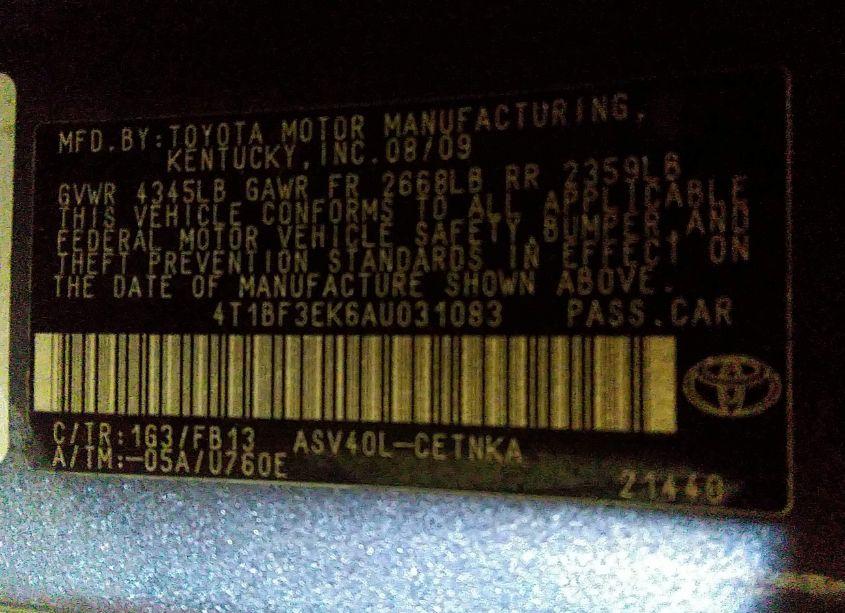 MFD.BY:TOYOTA MOTOR MANUFACTURING,
KENTUCKY,INC.08/09
GVWR 4345LB GAWR FR 2668LB RR 2359LB
THIS VEHICLE CONFORMS TO ALL APPLICABLE
FEDERAL MOTOR VEHICLE SAFETY,BUMPER,AND
THEFT PREVENTION STANDARDS IN EFFECT ON
THE DATE OF MANUFACTURE SHOWN ABOVE.
4T1BF3EK6AU031093 PASS.CAR
C/TR:1G3/FB13 ASV40L-CETNKA
A/TM:-05A/U760E
21440